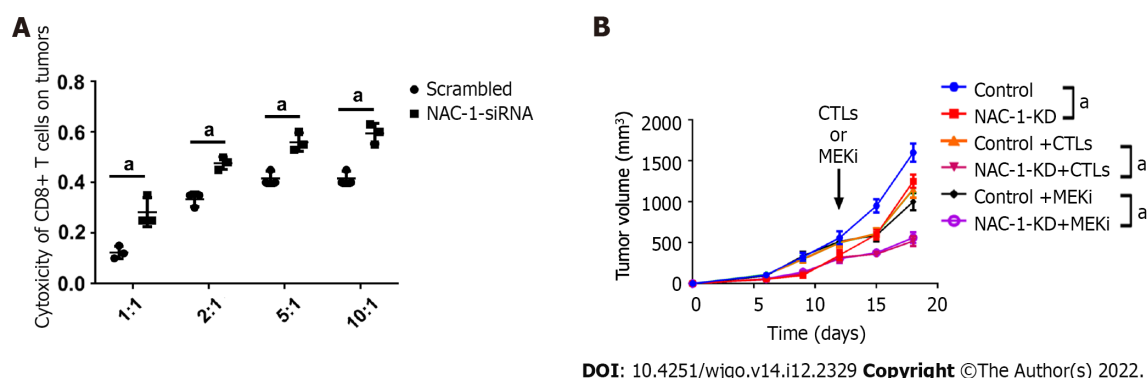 A
Cytoxicity of CD8+ T cells on tumors
0.8
0.6
0.4
0.2
0.0
a
a
a
a
1:1
2:1
5:1
10:1
Scrambled
NAC-1-siRNA
B
Tumor volume (mm³)
2000
1500
1000
500
0
CTLs
or
MEKi
0
5
10
15
20
Time (days)
Control
NAC-1-KD
a
Control +CTLs
NAC-1-KD+CTLs
a
Control +MEKi
NAC-1-KD+MEKi
a
DOI: 10.4251/wjgo.v14.i12.2329 Copyright ©The Author(s) 2022.